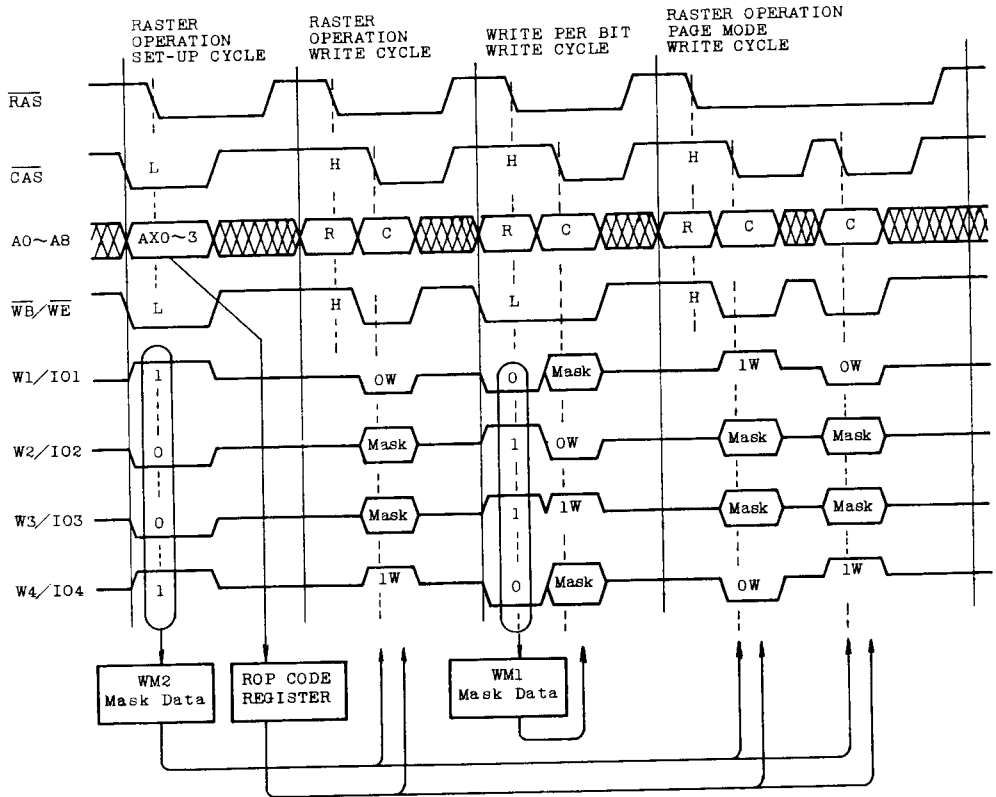 RASTER
OPERATION
SET-UP CYCLE
RASTER
OPERATION
WRITE CYCLE
WRITE PER BIT
WRITE CYCLE
RASTER OPERATION
PAGE MODE
WRITE CYCLE
RAS
CAS L H H H
A0~A8 AX0~3 R C R C R C C
WB/WE L H L H
W1/IO1 1 0W 0 Mask 1W 0W
W2/IO2 0 Mask 1 0W Mask Mask
W3/IO3 0 Mask 1 1W Mask Mask
W4/IO4 1 1W 0 Mask 0W 1W
WM2
Mask Data
ROP CODE
REGISTER
WM1
Mask Data